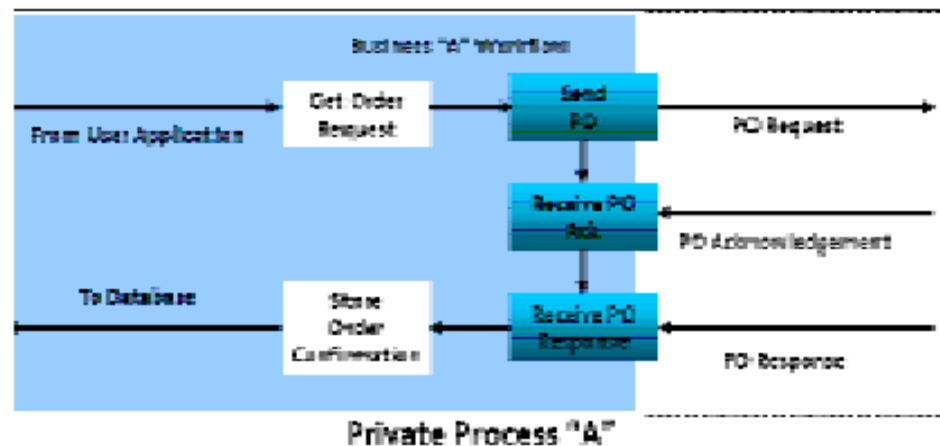 Business "A" Workflow
Get Order
Request
Send
PO
From User Application
PO Request
Receive PO
Ack
PO Acknowledgement
To Database
Store
Order
Confirmation
Receive PO
Response
PO Response
Private Process "A"